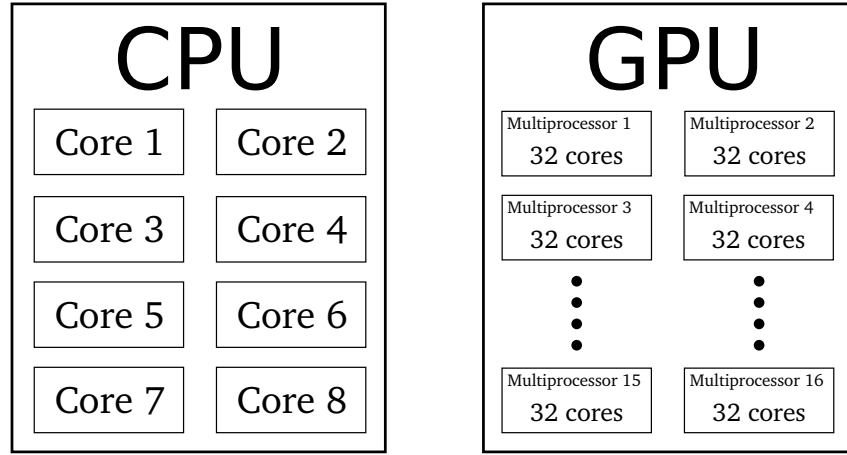 CPU
Core 1
Core 2
Core 3
Core 4
Core 5
Core 6
Core 7
Core 8
GPU
Multiprocessor 1
32 cores
Multiprocessor 2
32 cores
Multiprocessor 3
32 cores
Multiprocessor 4
32 cores
Multiprocessor 15
32 cores
Multiprocessor 16
32 cores